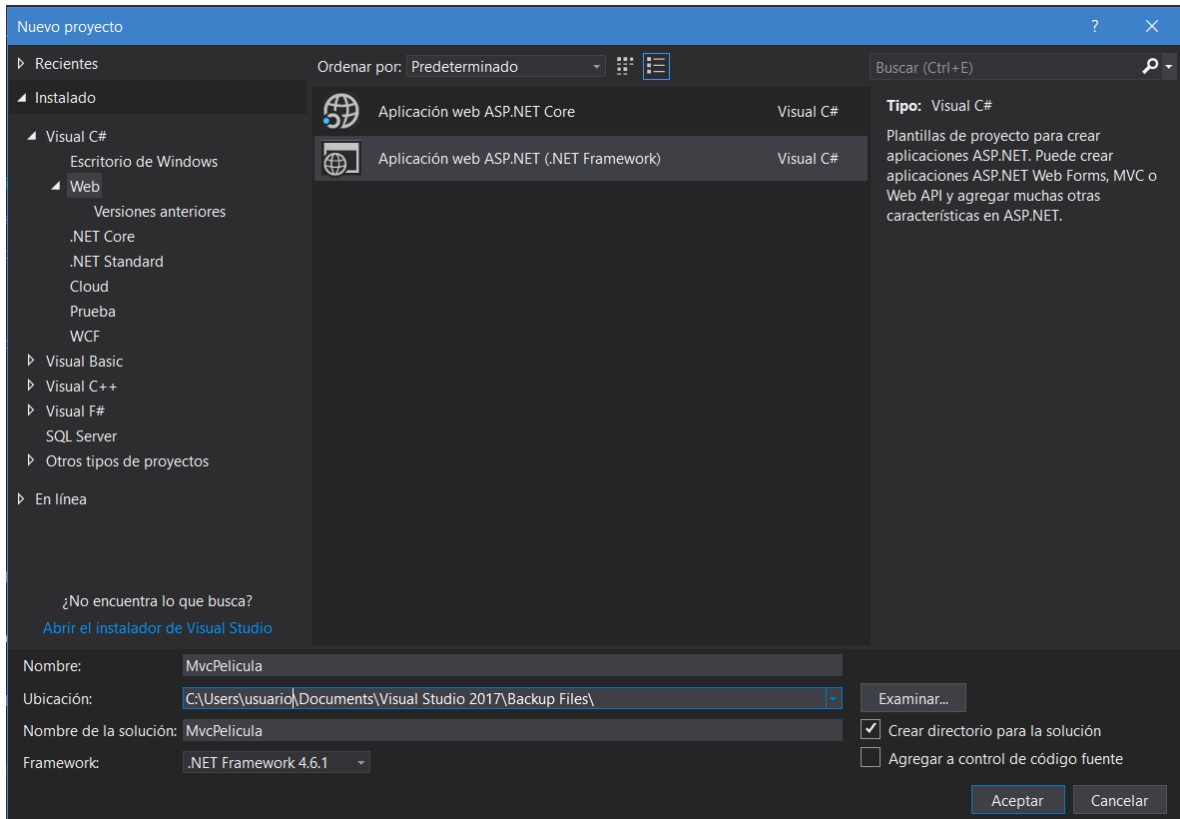 Nuevo proyecto
?
Recientes
Instalado
Visual C#
Escritorio de Windows
Web
Versiones anteriores
.NET Core
.NET Standard
Cloud
Prueba
WCF
Visual Basic
Visual C++
Visual F#
SQL Server
Otros tipos de proyectos
En línea
¿No encuentra lo que busca?
Abrir el instalador de Visual Studio
Ordenar por: Predeterminado
Aplicación web ASP.NET Core Visual C#
Aplicación web ASP.NET (.NET Framework) Visual C#
Buscar (Ctrl+E)
Tipo: Visual C#
Plantillas de proyecto para crear
aplicaciones ASP.NET. Puede crear
aplicaciones ASP.NET Web Forms, MVC o
Web API y agregar muchas otras
características en ASP.NET.
Nombre: MvcPelicula
Ubicación: C:\Users\usuario\Documents\Visual Studio 2017\Backup Files\
Examinar...
Nombre de la solución: MvcPelicula
Crear directorio para la solución
Framework: .NET Framework 4.6.1
Agregar a control de código fuente
Aceptar Cancelar